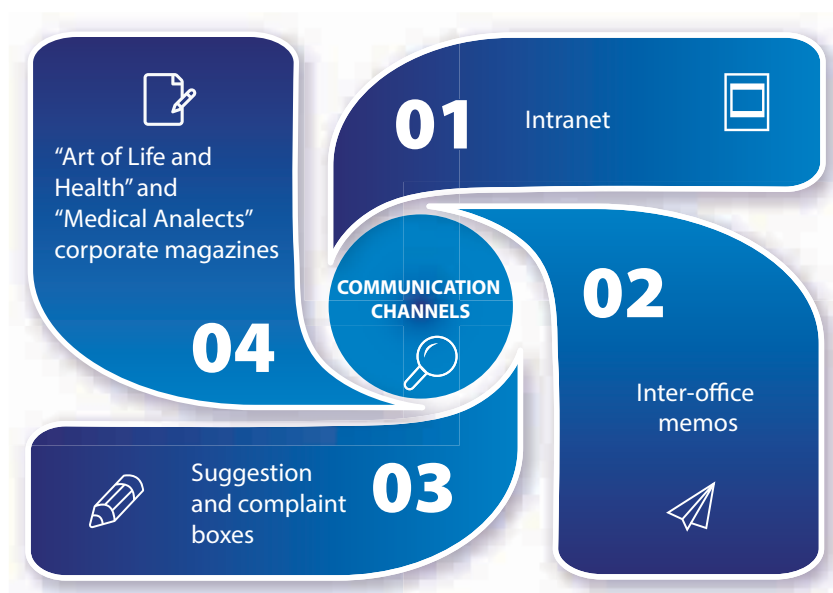 COMMUNICATION
CHANNELS
01
Intranet
02
Inter-office
memos
03
Suggestion
and complaint
boxes
04
“Art of Life and
Health” and
“Medical Analects”
corporate magazines